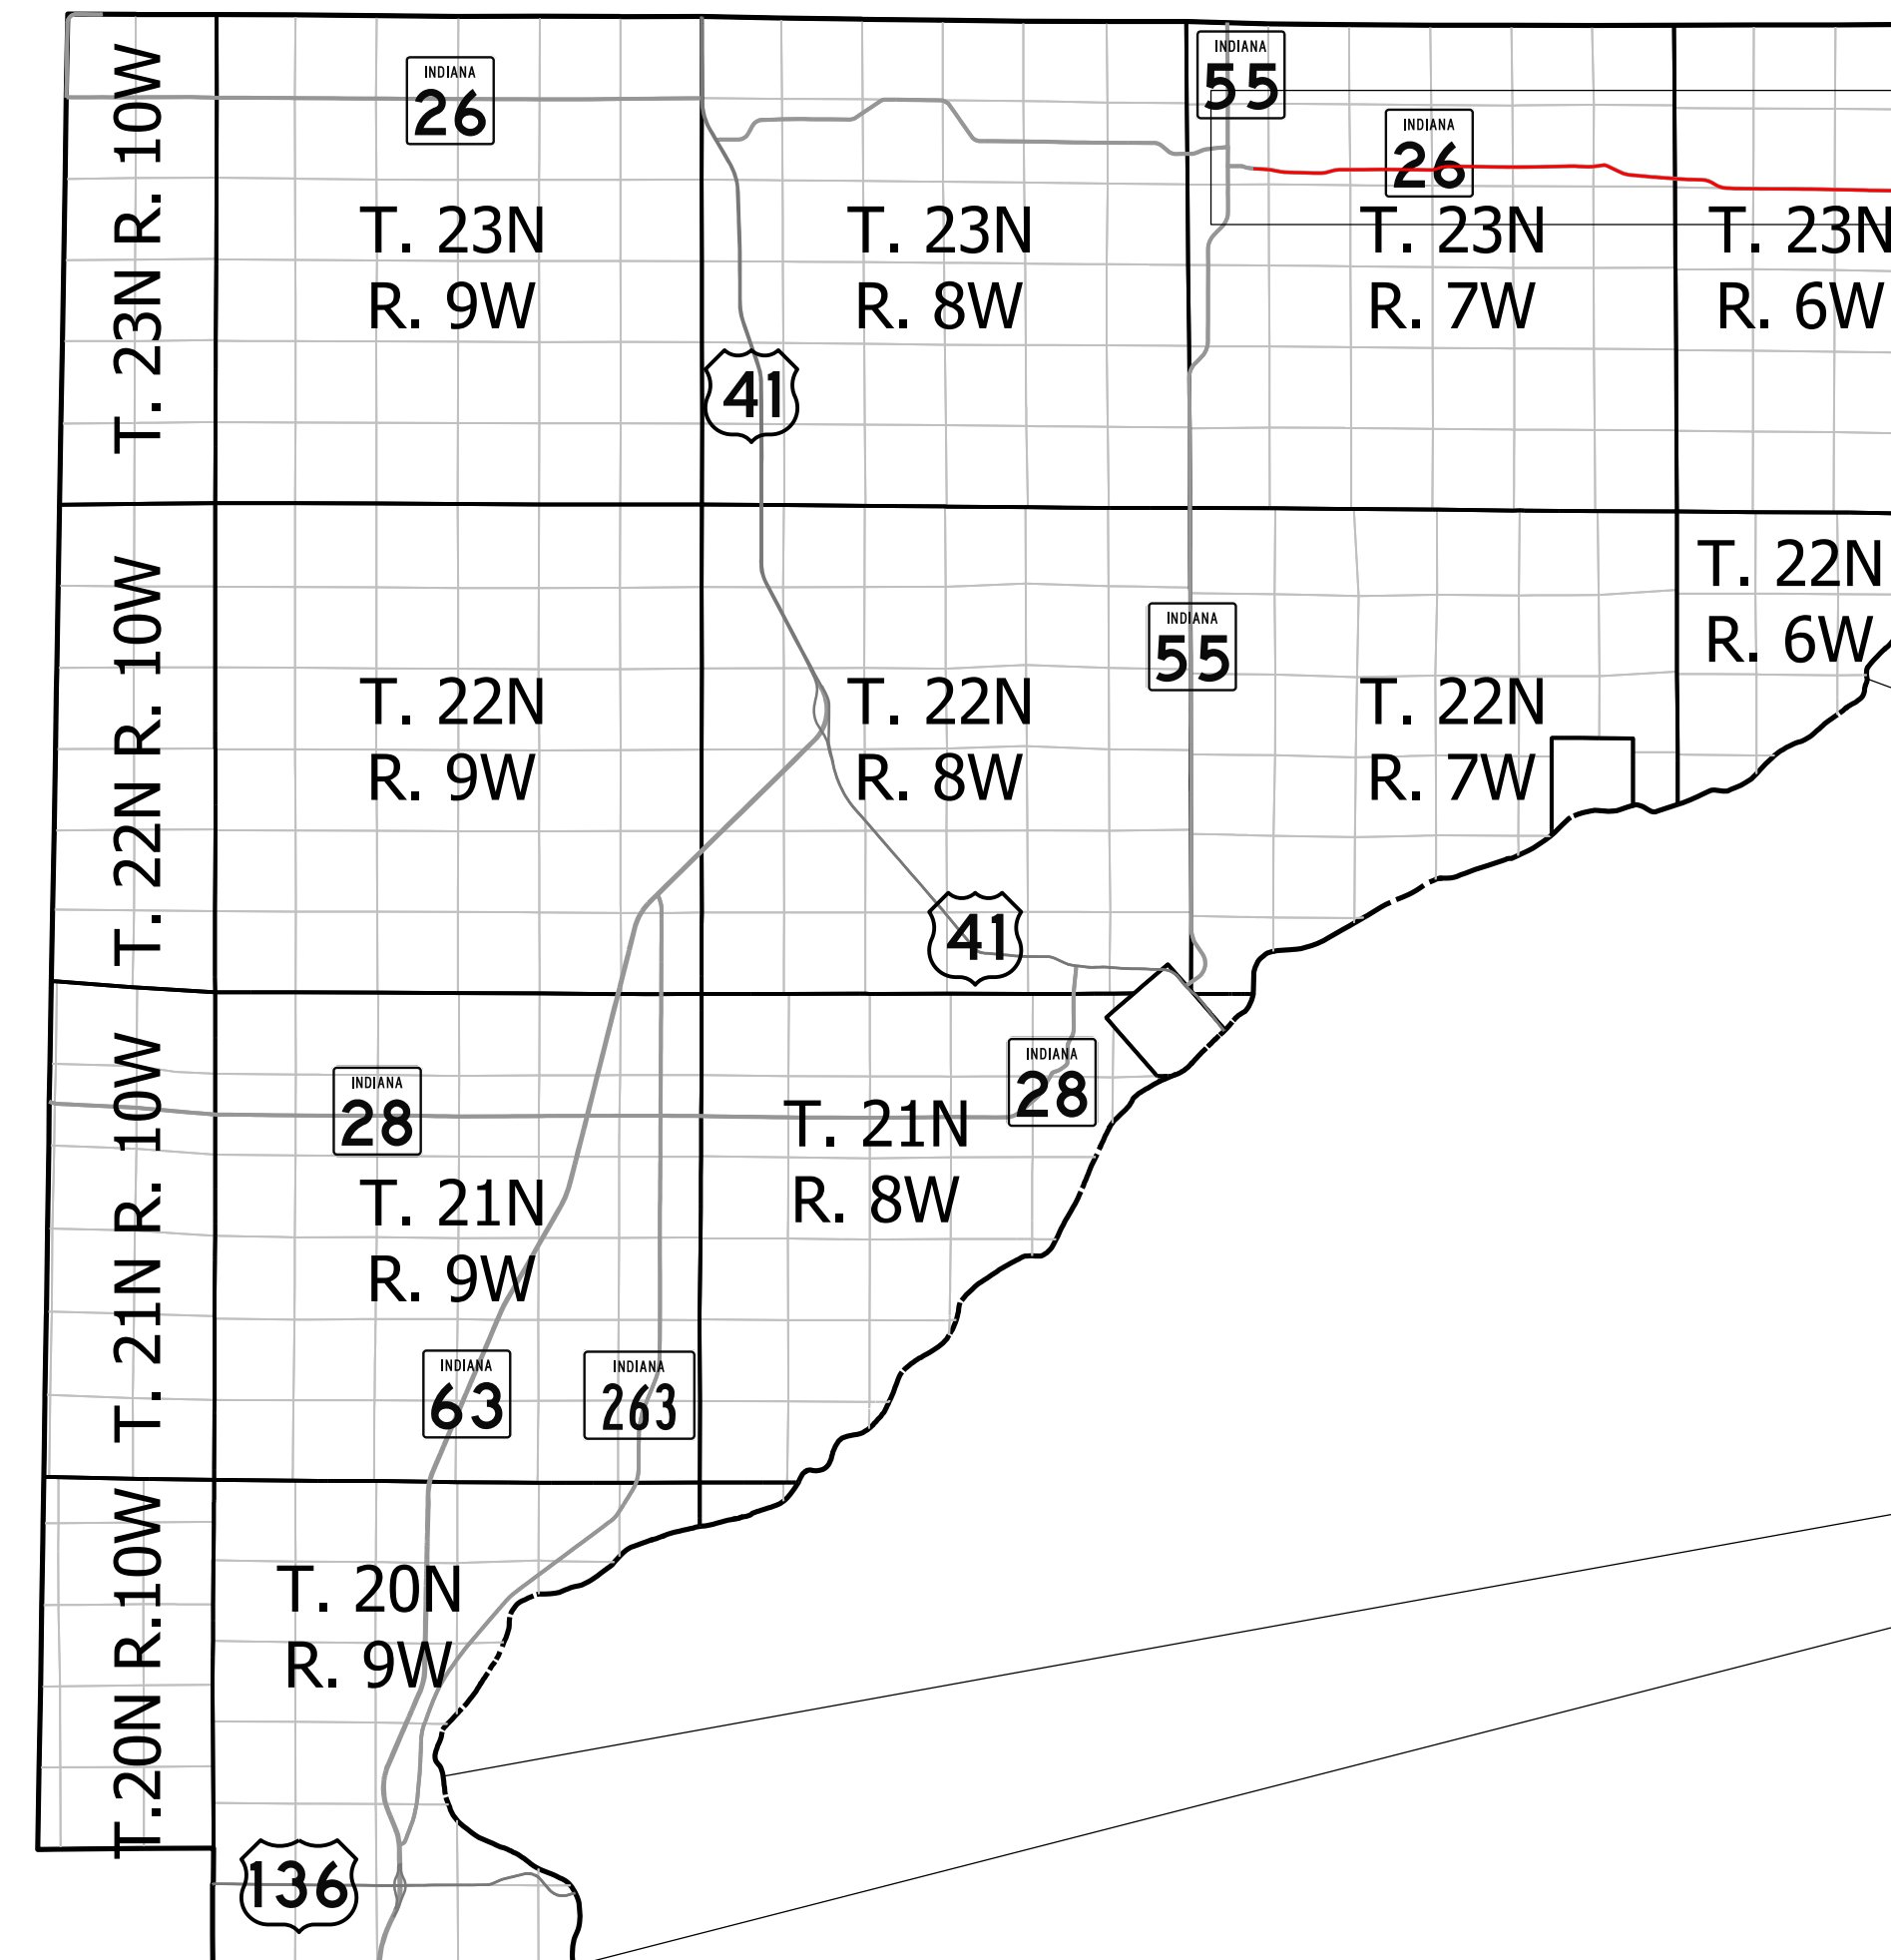 INDIANA
55
INDIANA
26
INDIANA
26
T. 23N R. 10W
T. 23N
R. 9W
T. 23N
R. 8W
T. 23N
R. 7W
T. 23N
R. 6W
41
T. 22N R. 10W
T. 22N
R. 6W
INDIANA
55
T. 22N
R. 9W
T. 22N
R. 8W
T. 22N
R. 7W
41
T. 21N R. 10W
INDIANA
28
INDIANA
28
T. 21N
R. 8W
T. 21N
R. 9W
INDIANA
63
INDIANA
263
T.20N R.10W
T. 20N
R. 9W
136